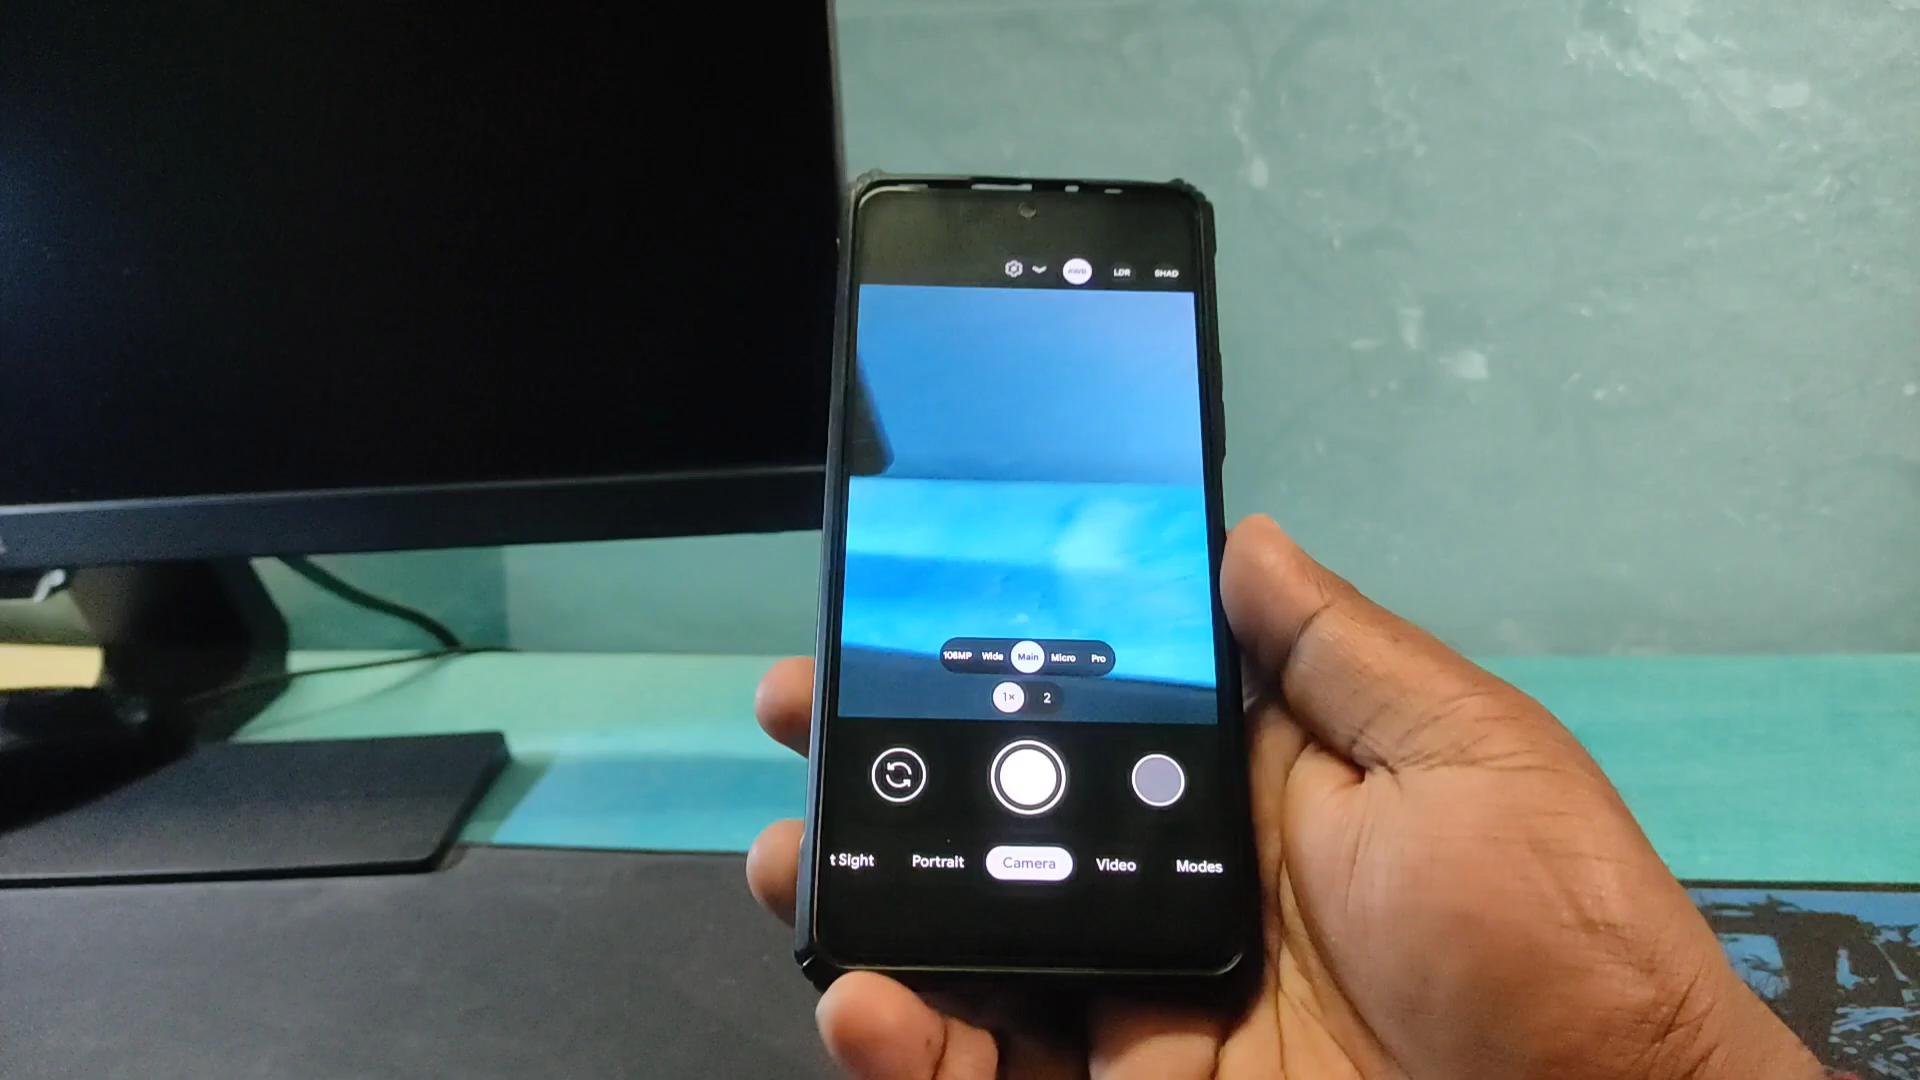 AWB LDR SHAD
108MP Wide Main Micro Pro
1× 2
t Sight Portrait Camera Video Modes